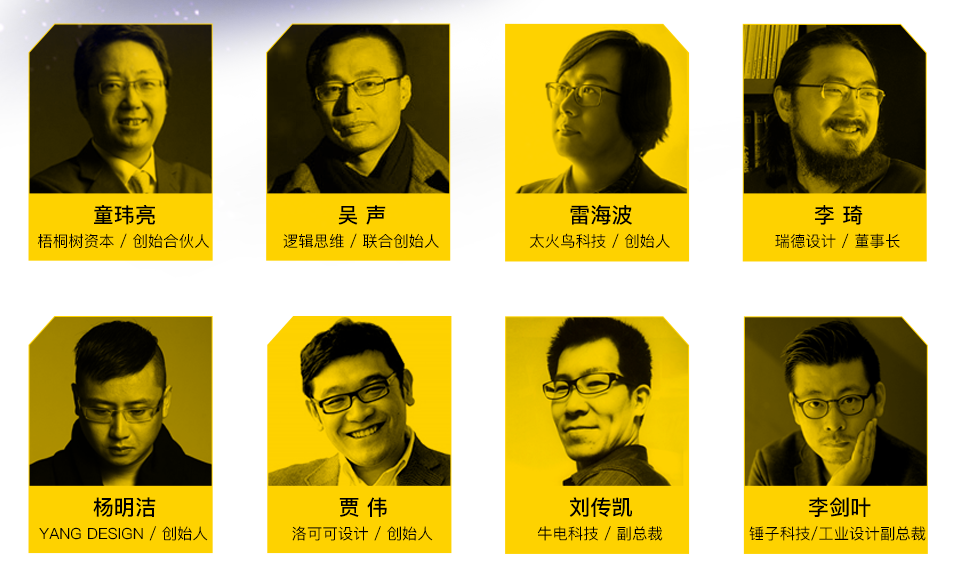 童玮亮
梧桐树资本 / 创始合伙人
吴 声
逻辑思维 / 联合创始人
雷海波
太火鸟科技 / 创始人
李 琦
瑞德设计 / 董事长
杨明洁
YANG DESIGN / 创始人
贾 伟
洛可可设计 / 创始人
刘传凯
牛电科技 / 副总裁
李剑叶
锤子科技/工业设计副总裁